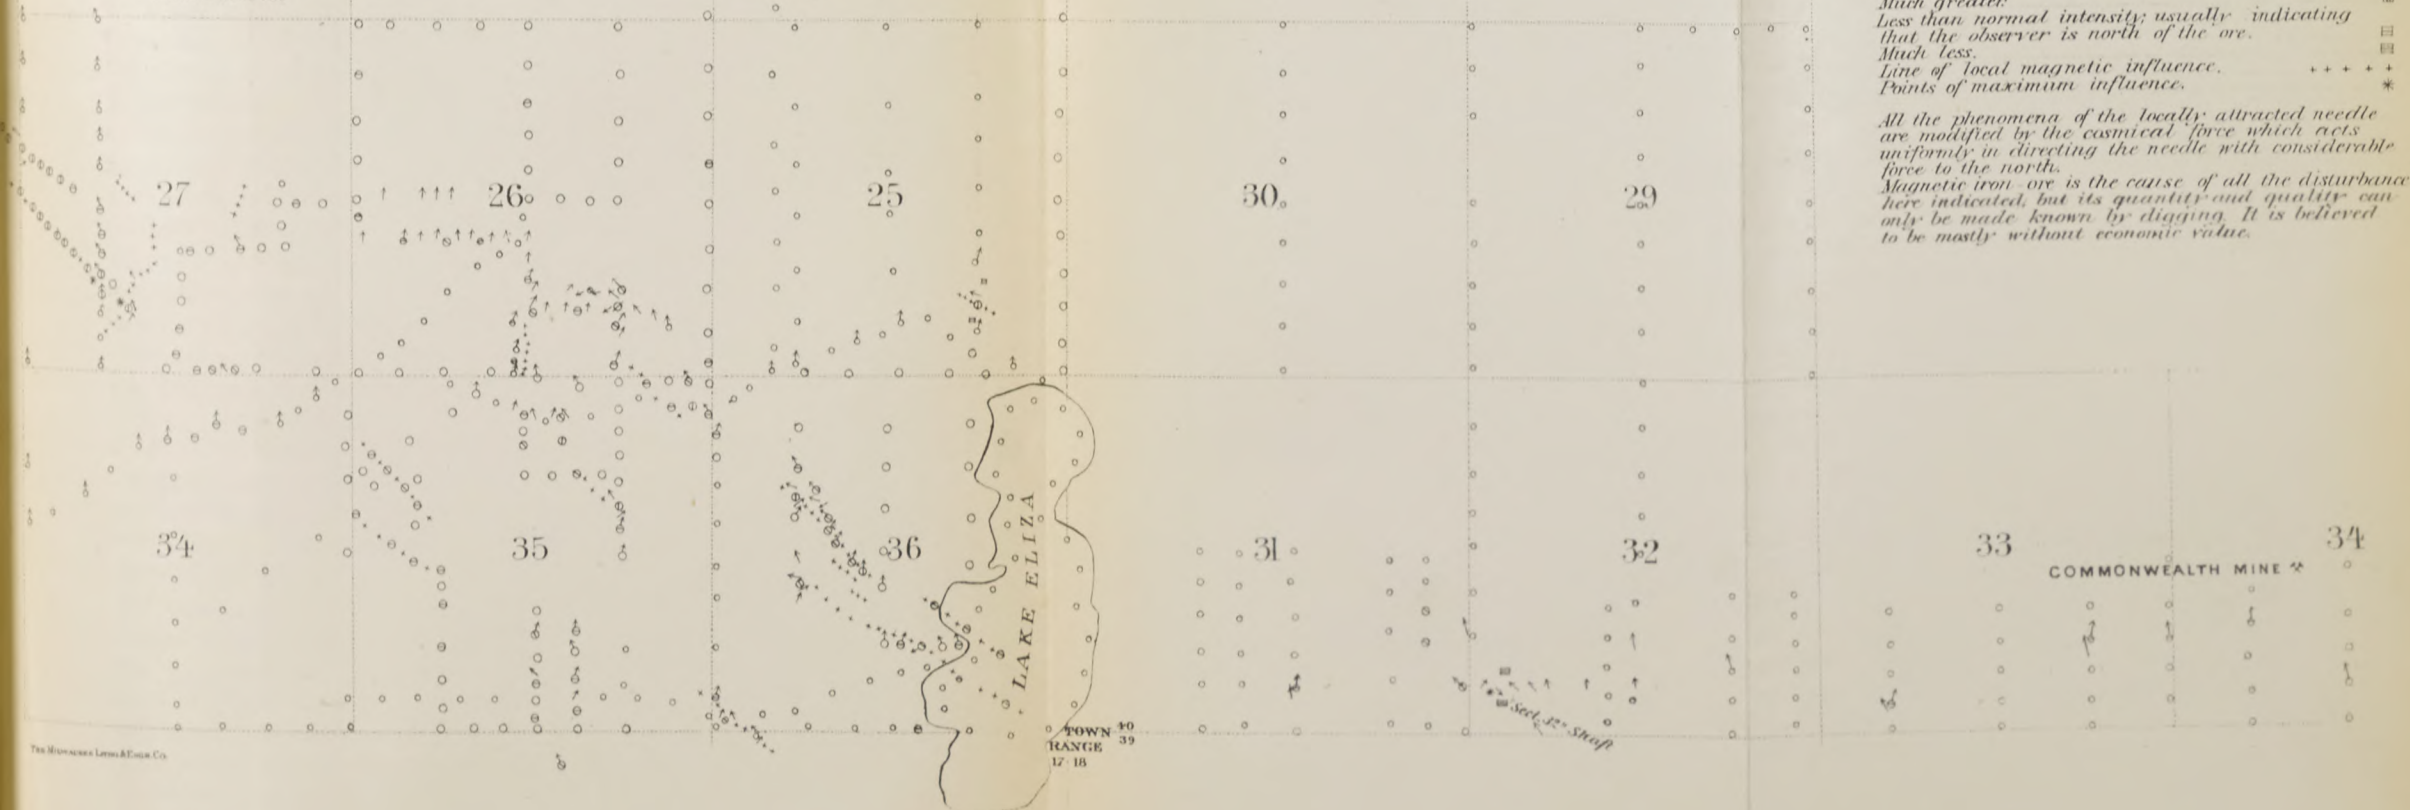 Much greater.
Less than normal intensity; usually indicating
that the observer is north of the ore.
Much less.
Line of local magnetic influence.
Points of maximum influence.
All the phenomena of the locally attracted needle
are modified by the cosmical force which acts
uniformly in directing the needle with considerable
force to the north.
Magnetic iron-ore is the cause of all the disturbance
here indicated, but its quantity and quality can
only be made known by digging. It is believed
to be mostly without economic value.
27
26
25
30
29
34
35
36
31
32
33
34
LAKE ELIZA
COMMONWEALTH MINE
Sect. 32 Shaft
TOWN 40
39
RANGE
17 18